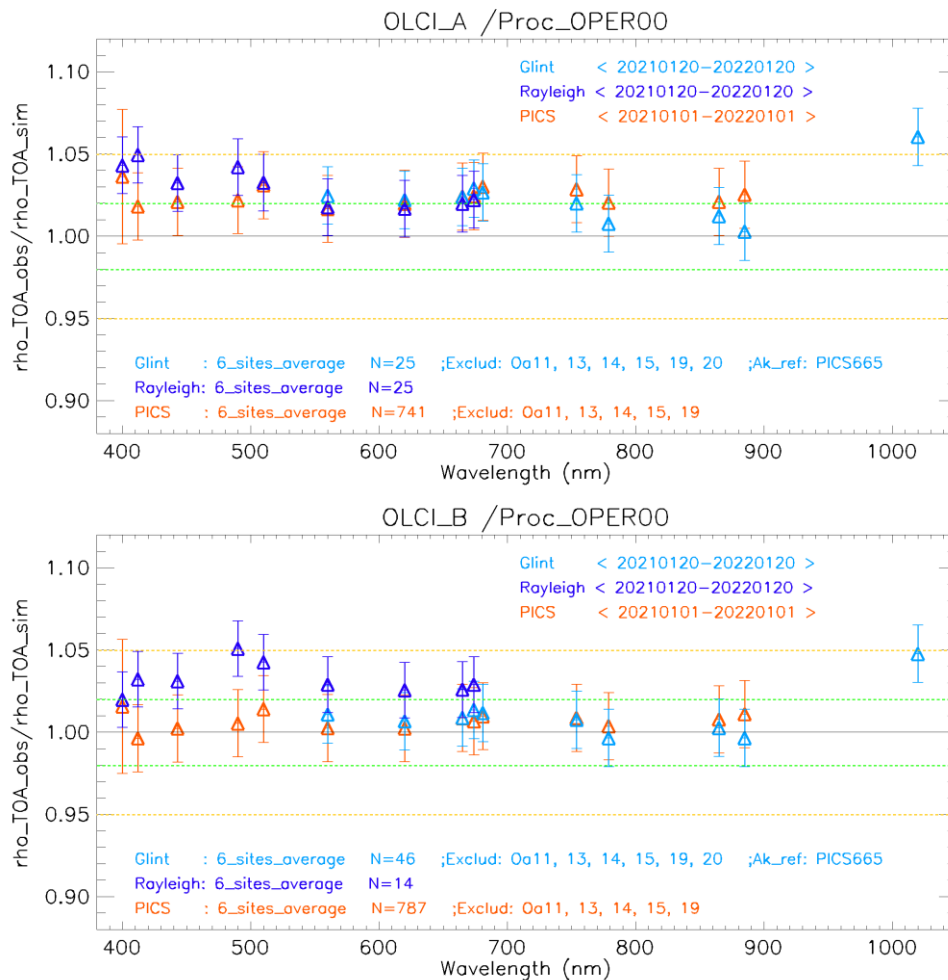 OLCI_A /Proc_OPER00
rho_TOA_obs/rho_TOA_sim
1.10
1.05
1.00
0.95
0.90
Glint < 20210120-20220120 >
Rayleigh < 20210120-20220120 >
PICS < 20210101-20220101 >
Glint : 6_sites_average N=25 ;Exclud: Oa11, 13, 14, 15, 19, 20 ;Ak_ref: PICS665
Rayleigh: 6_sites_average N=25
PICS : 6_sites_average N=741 ;Exclud: Oa11, 13, 14, 15, 19
400 500 600 700 800 900 1000
Wavelength (nm)
OLCI_B /Proc_OPER00
rho_TOA_obs/rho_TOA_sim
1.10
1.05
1.00
0.95
0.90
Glint < 20210120-20220120 >
Rayleigh < 20210120-20220120 >
PICS < 20210101-20220101 >
Glint : 6_sites_average N=46 ;Exclud: Oa11, 13, 14, 15, 19, 20 ;Ak_ref: PICS665
Rayleigh: 6_sites_average N=14
PICS : 6_sites_average N=787 ;Exclud: Oa11, 13, 14, 15, 19
400 500 600 700 800 900 1000
Wavelength (nm)